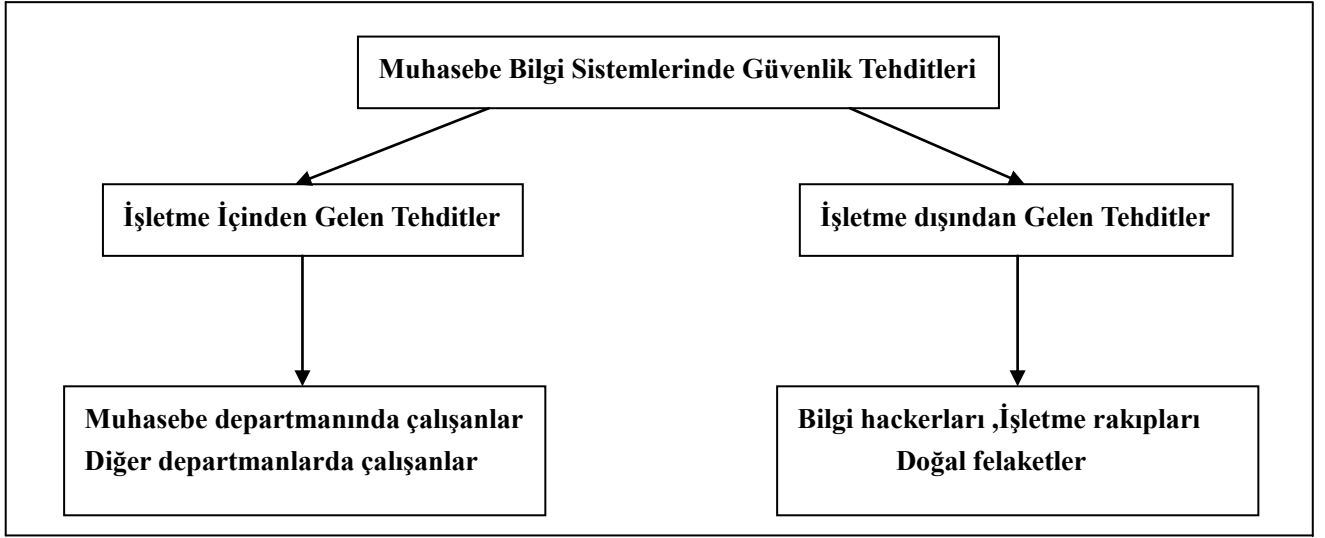 Muhasebe Bilgi Sistemlerinde Güvenlik Tehditleri
İşletme İçinden Gelen Tehditler
İşletme dışından Gelen Tehditler
Muhasebe departmanında çalışanlar
Diğer departmanlarda çalışanlar
Bilgi hackerları ,İşletme rakıpları
Doğal felaketler